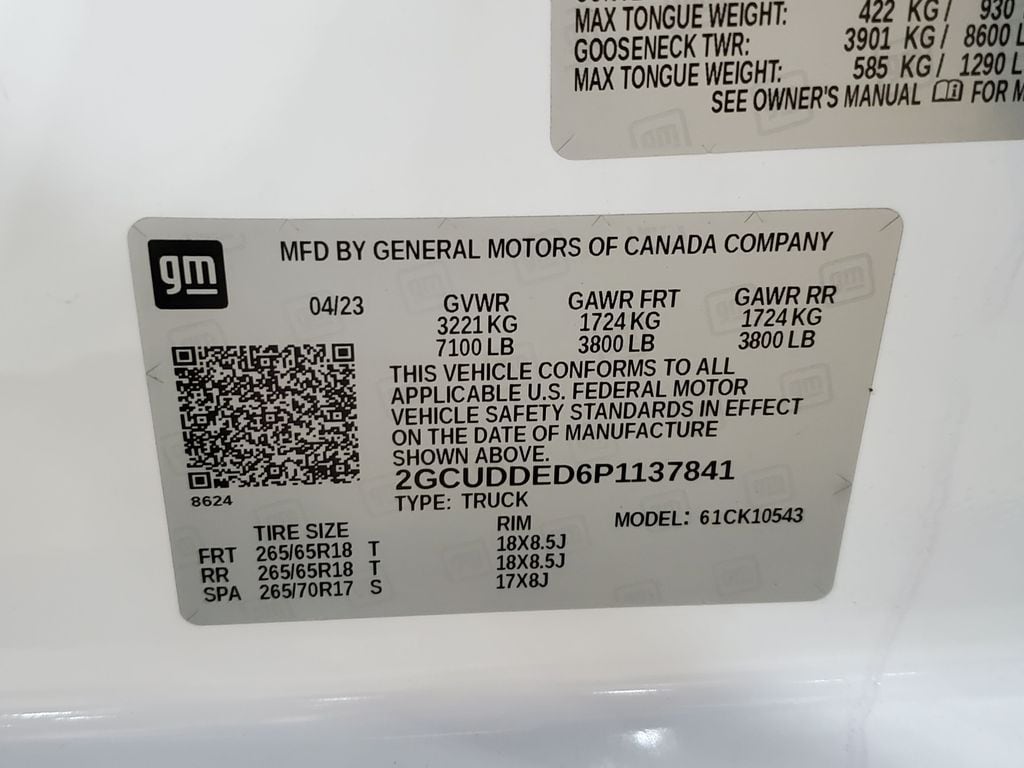 MAX TONGUE WEIGHT: 422 KG/ 930
GOOSENECK TWR: 3901 KG/ 8600 L
MAX TONGUE WEIGHT: 585 KG/ 1290 L
SEE OWNER'S MANUAL FOR M
gm
MFD BY GENERAL MOTORS OF CANADA COMPANY
04/23 GVWR GAWR FRT GAWR RR
3221 KG 1724 KG 1724 KG
7100 LB 3800 LB 3800 LB
THIS VEHICLE CONFORMS TO ALL
APPLICABLE U.S. FEDERAL MOTOR
VEHICLE SAFETY STANDARDS IN EFFECT
ON THE DATE OF MANUFACTURE
SHOWN ABOVE.
2GCUDDED6P1137841
8624
TYPE: TRUCK
TIRE SIZE RIM MODEL: 61CK10543
FRT 265/65R18 T 18X8.5J
RR 265/65R18 T 18X8.5J
SPA 265/70R17 S 17X8J